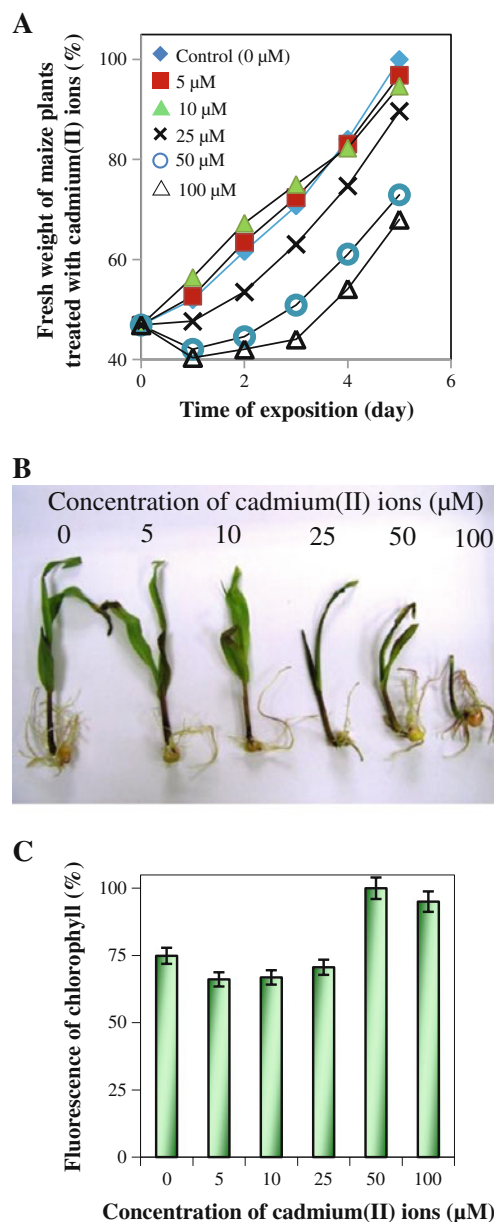 A
Fresh weight of maize plants
treated with cadmium(II) ions (%)
100
80
60
40
Control (0 µM)
5 µM
10 µM
25 µM
50 µM
100 µM
0
2
4
6
Time of exposition (day)
B
Concentration of cadmium(II) ions (µM)
0 5 10 25 50 100
C
Fluorescence of chlorophyll (%)
100
75
50
25
0
0 5 10 25 50 100
Concentration of cadmium(II) ions (µM)